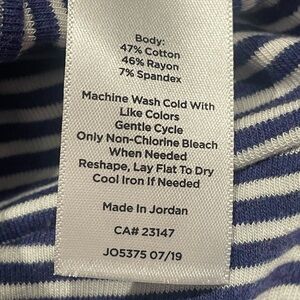 Body:
47% Cotton
46% Rayon
7% Spandex
Machine Wash Cold With
Like Colors
Gentle Cycle
Only Non-Chlorine Bleach
When Needed
Reshape, Lay Flat To Dry
Cool Iron If Needed
Made In Jordan
CA# 23147
JO5375 07/19